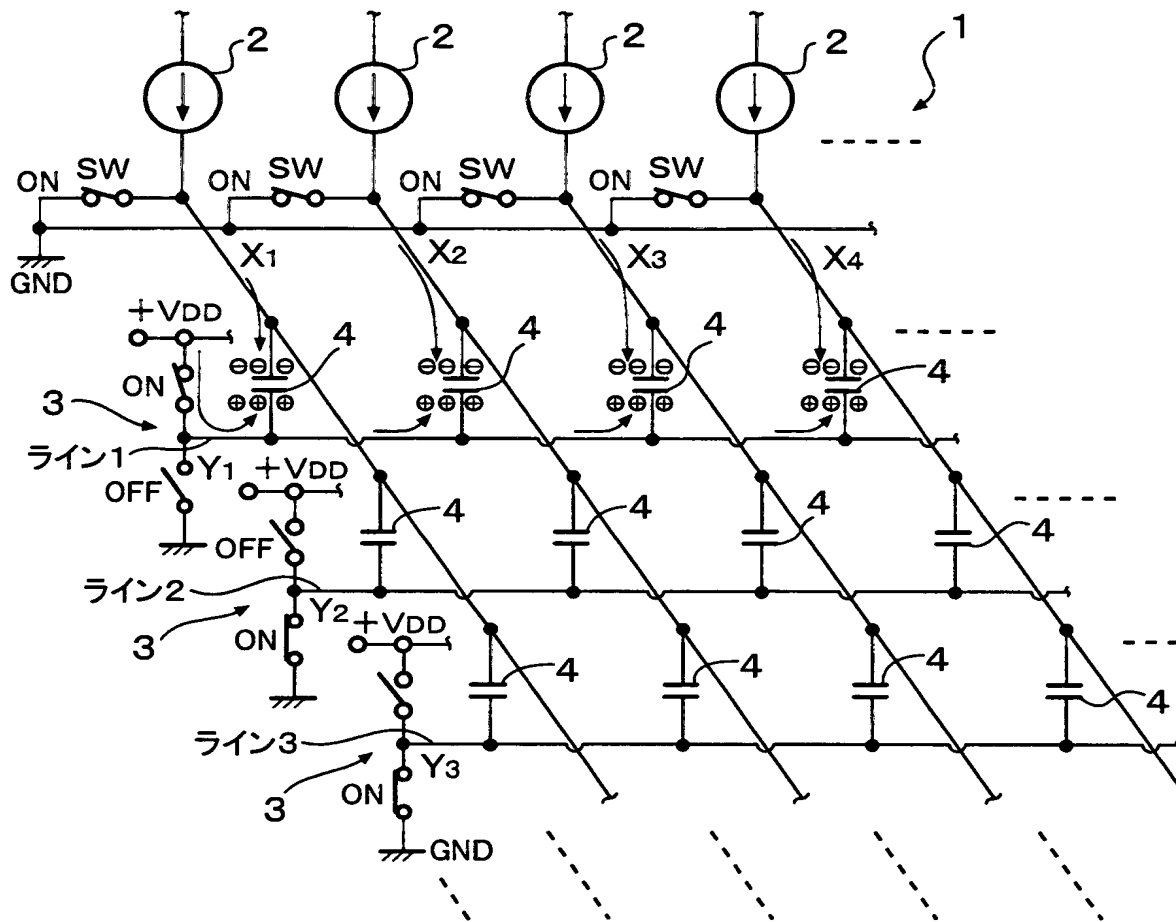 2 2 2 2 1
SW SW SW SW
ON ON ON ON
X1 X2 X3 X4
GND
+VDD
4 4 4 4
ON
3
ライン1 Y1
OFF
+VDD
4 4 4 4
OFF
ライン2 Y2
3
ON
+VDD
4 4 4 4
ライン3 Y3
3
ON
GND